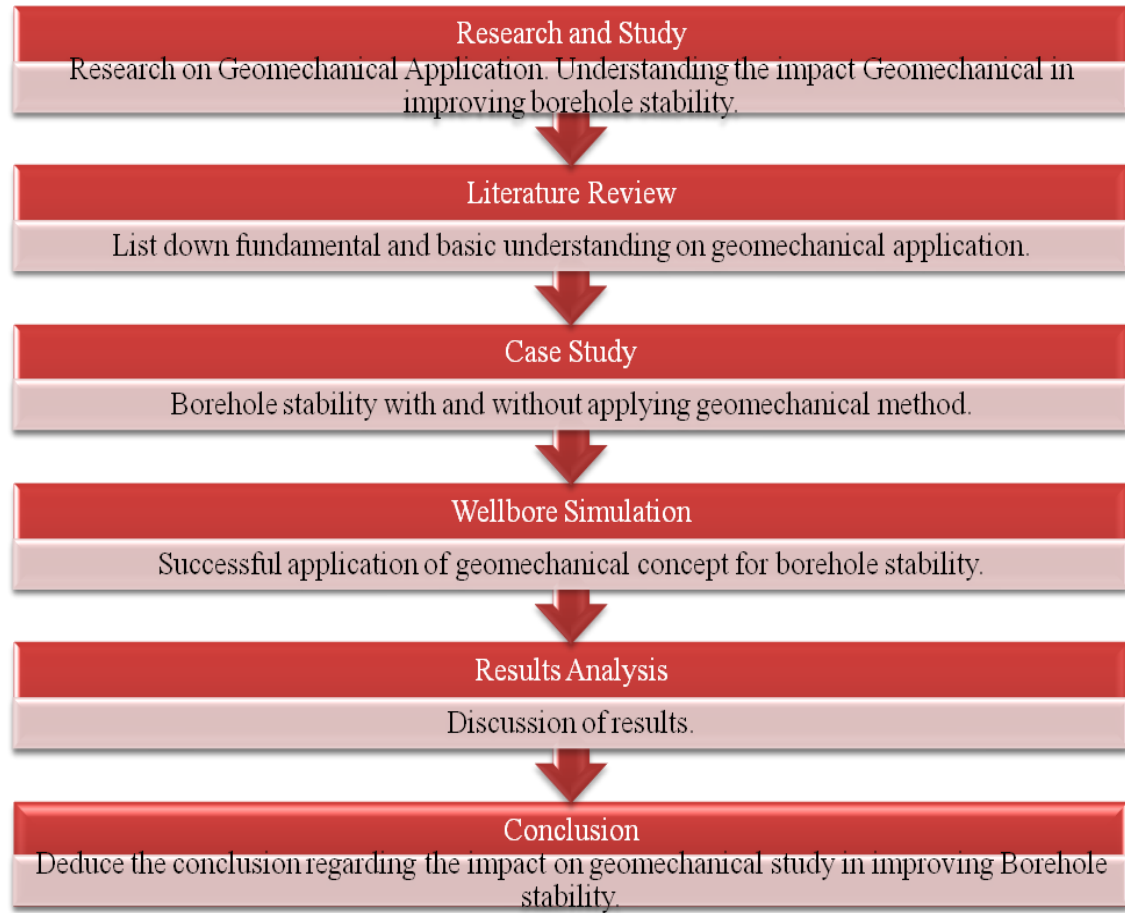 Research and Study
Research on Geomechanical Application. Understanding the impact Geomechanical in
improving borehole stability.
Literature Review
List down fundamental and basic understanding on geomechanical application.
Case Study
Borehole stability with and without applying geomechanical method.
Wellbore Simulation
Successful application of geomechanical concept for borehole stability.
Results Analysis
Discussion of results.
Conclusion
Deduce the conclusion regarding the impact on geomechanical study in improving Borehole
stability.